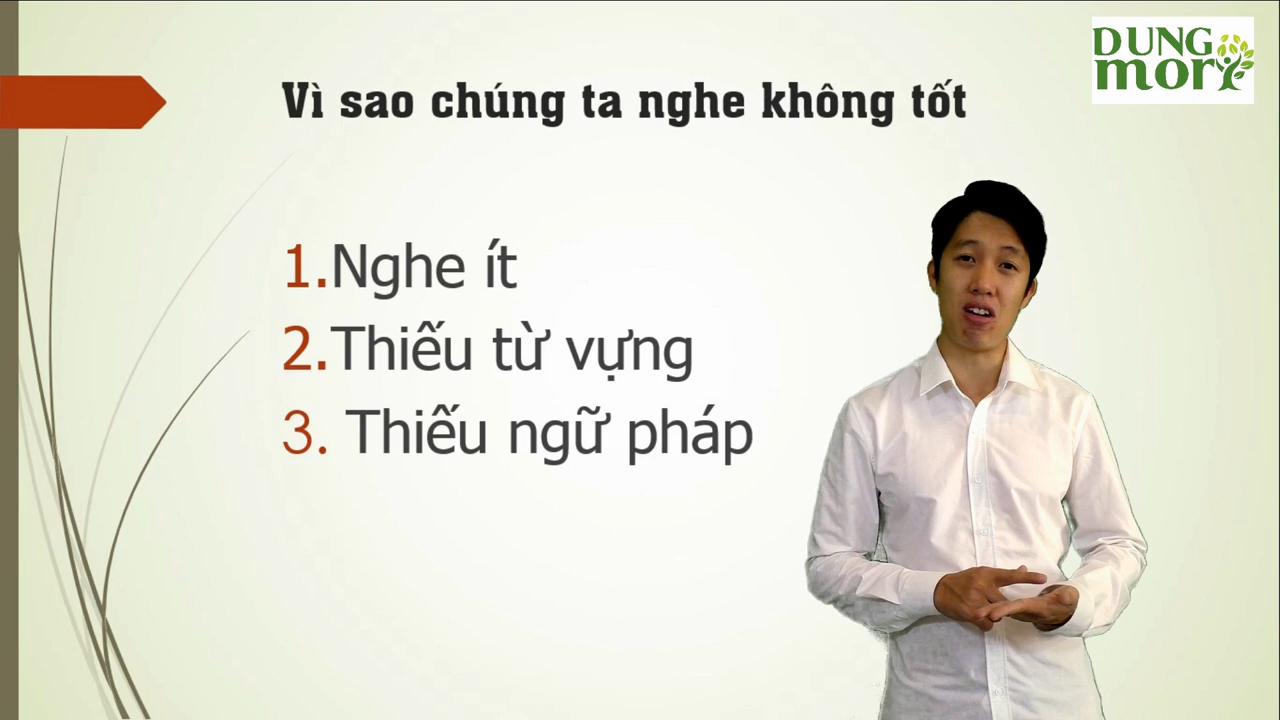 DUNG
mori
Vì sao chúng ta nghe không tốt
1.Nghe ít
2.Thiếu từ vựng
3. Thiếu ngữ pháp